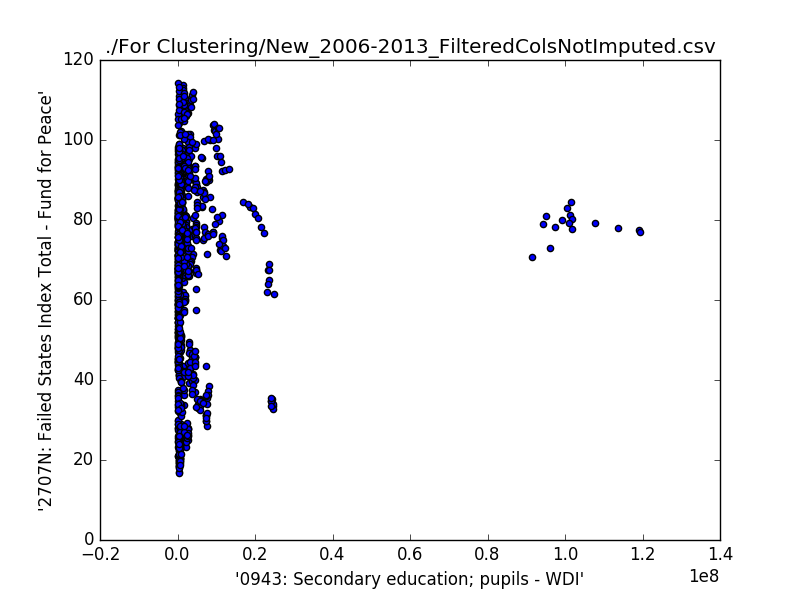 ./For Clustering/New_2006-2013_FilteredColsNotImputed.csv
120
100
80
60
40
20
0
'2707N: Failed States Index Total - Fund for Peace'
−0.2 0.0 0.2 0.4 0.6 0.8 1.0 1.2 1.4
1e8
'0943: Secondary education; pupils - WDI'